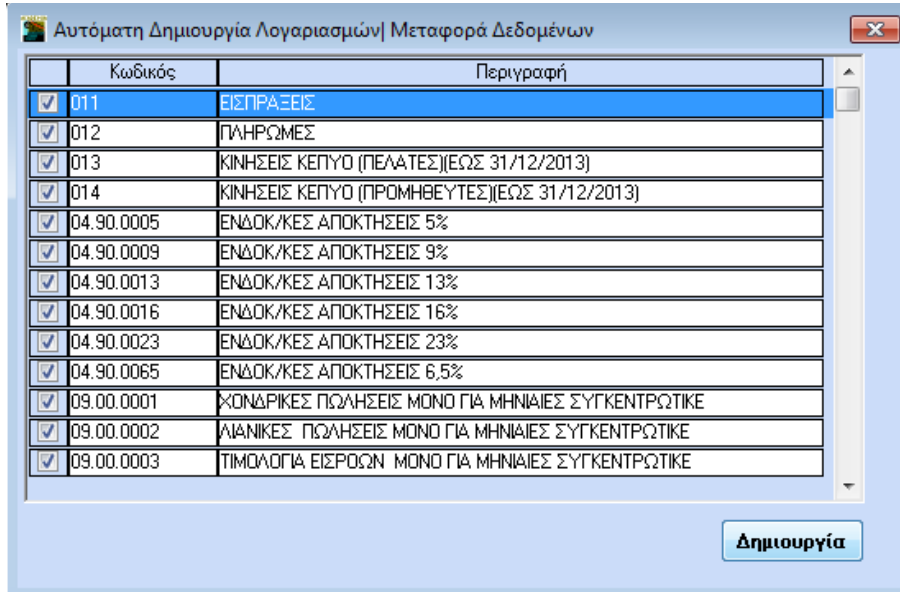 Αυτόματη Δημιουργία Λογαριασμών| Μεταφορά Δεδομένων
Κωδικός Περιγραφή
011 ΕΙΣΠΡΑΞΕΙΣ
012 ΠΛΗΡΩΜΕΣ
013 ΚΙΝΗΣΕΙΣ ΚΕΠΥΟ (ΠΕΛΑΤΕΣ)(ΕΩΣ 31/12/2013)
014 ΚΙΝΗΣΕΙΣ ΚΕΠΥΟ (ΠΡΟΜΗΘΕΥΤΕΣ)(ΕΩΣ 31/12/2013)
04.90.0005 ΕΝΔΟΚ/ΚΕΣ ΑΠΟΚΤΗΣΕΙΣ 5%
04.90.0009 ΕΝΔΟΚ/ΚΕΣ ΑΠΟΚΤΗΣΕΙΣ 9%
04.90.0013 ΕΝΔΟΚ/ΚΕΣ ΑΠΟΚΤΗΣΕΙΣ 13%
04.90.0016 ΕΝΔΟΚ/ΚΕΣ ΑΠΟΚΤΗΣΕΙΣ 16%
04.90.0023 ΕΝΔΟΚ/ΚΕΣ ΑΠΟΚΤΗΣΕΙΣ 23%
04.90.0065 ΕΝΔΟΚ/ΚΕΣ ΑΠΟΚΤΗΣΕΙΣ 6,5%
09.00.0001 ΧΟΝΔΡΙΚΕΣ ΠΩΛΗΣΕΙΣ ΜΟΝΟ ΓΙΑ ΜΗΝΙΑΙΕΣ ΣΥΓΚΕΝΤΡΩΤΙΚΕ
09.00.0002 ΛΙΑΝΙΚΕΣ ΠΩΛΗΣΕΙΣ ΜΟΝΟ ΓΙΑ ΜΗΝΙΑΙΕΣ ΣΥΓΚΕΝΤΡΩΤΙΚΕ
09.00.0003 ΤΙΜΟΛΟΓΙΑ ΕΙΣΡΟΩΝ ΜΟΝΟ ΓΙΑ ΜΗΝΙΑΙΕΣ ΣΥΓΚΕΝΤΡΩΤΙΚΕ
Δημιουργία